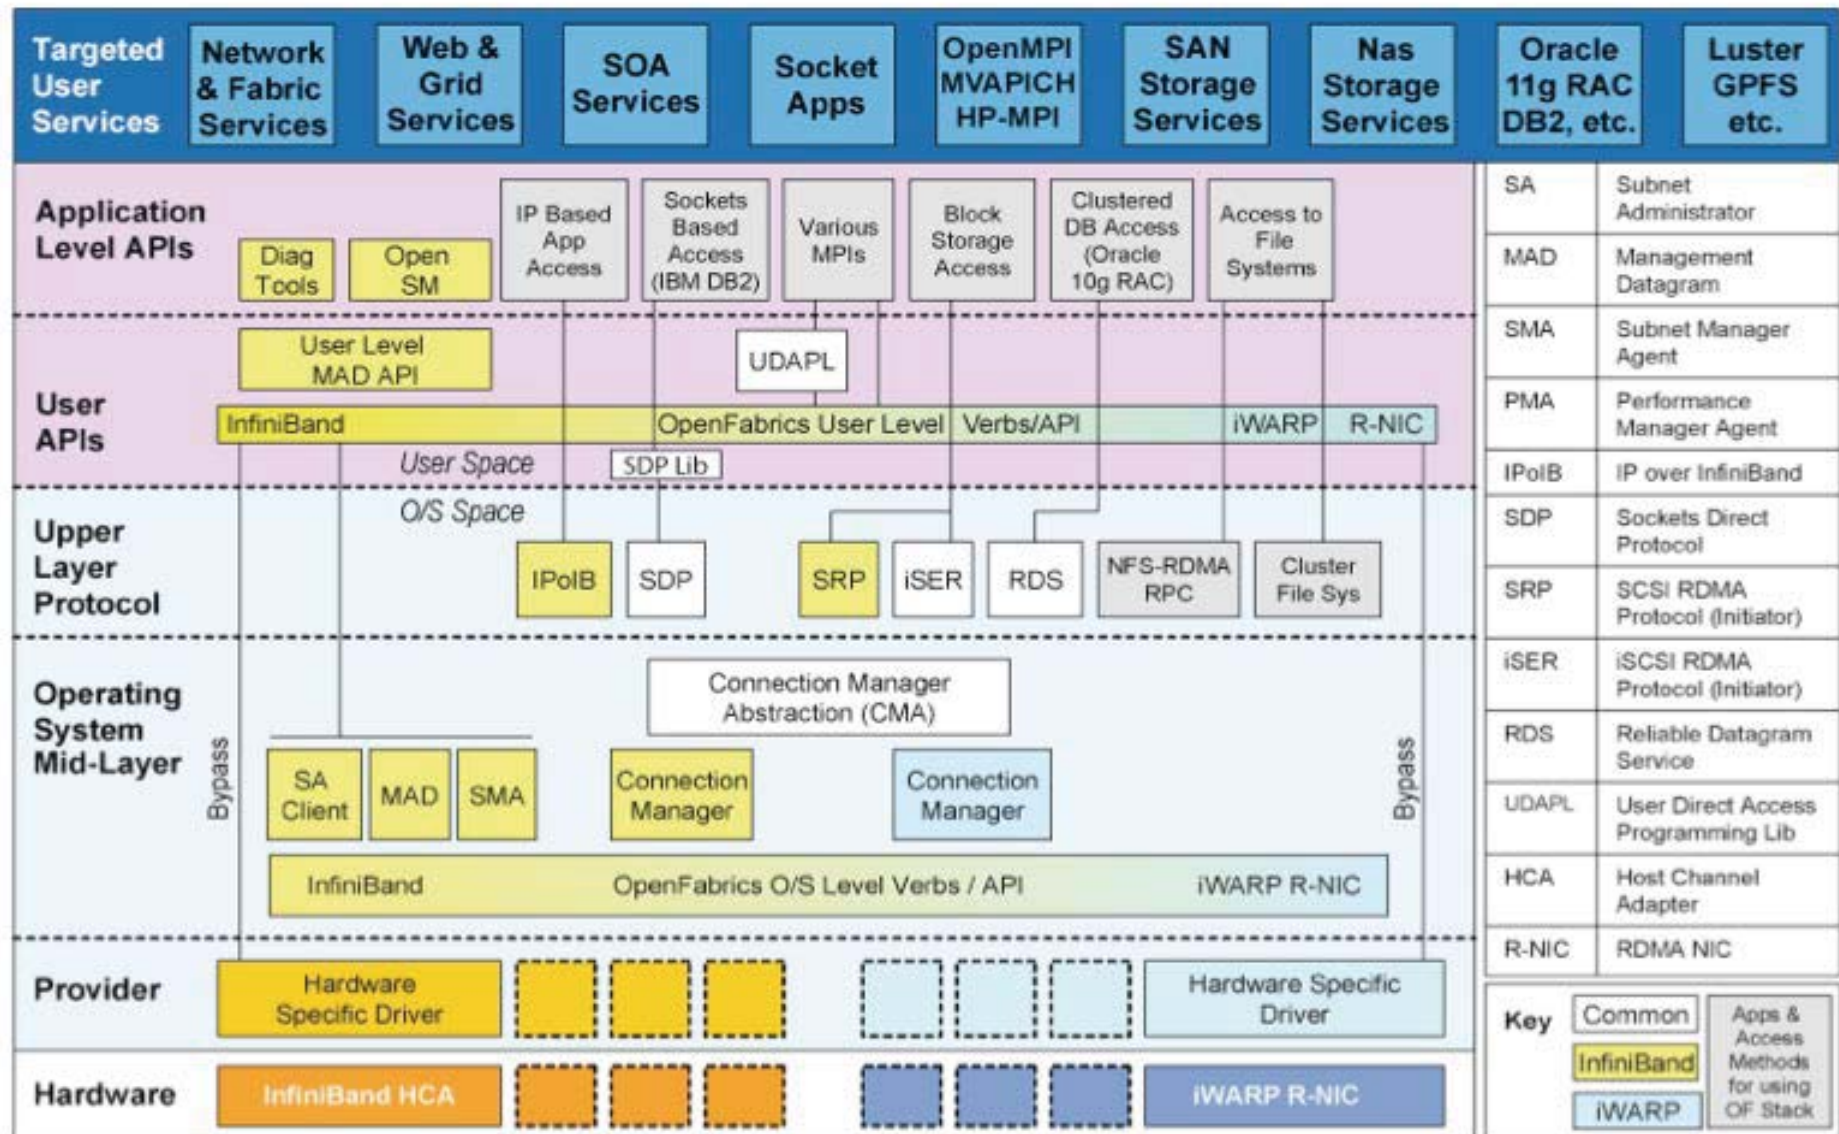 Targeted
User
Services
Network
& Fabric
Services
Web &
Grid
Services
SOA
Services
Socket
Apps
OpenMPI
MVAPICH
HP-MPI
SAN
Storage
Services
Nas
Storage
Services
Oracle
11g RAC
DB2, etc.
Luster
GPFS
etc.
Application
Level APIs
Diag
Tools
Open
SM
IP Based
App
Access
Sockets
Based
Access
(IBM DB2)
Various
MPIs
Block
Storage
Access
Clustered
DB Access
(Oracle
10g RAC)
Access to
File
Systems
User
APIs
User Level
MAD API
UDAPL
InfiniBand
OpenFabrics User Level Verbs/API
iWARP R-NIC
User Space
SDP Lib
O/S Space
Upper
Layer
Protocol
IPoIB
SDP
SRP
iSER
RDS
NFS-RDMA
RPC
Cluster
File Sys
Operating
System
Mid-Layer
Connection Manager
Abstraction (CMA)
Bypass
SA
Client
MAD
SMA
Connection
Manager
Connection
Manager
Bypass
InfiniBand
OpenFabrics O/S Level Verbs / API
iWARP R-NIC
Provider
Hardware
Specific Driver
Hardware Specific
Driver
Hardware
InfiniBand HCA
iWARP R-NIC
SA
Subnet
Administrator
MAD
Management
Datagram
SMA
Subnet Manager
Agent
PMA
Performance
Manager Agent
IPoIB
IP over InfiniBand
SDP
Sockets Direct
Protocol
SRP
SCSI RDMA
Protocol (Initiator)
iSER
iSCSI RDMA
Protocol (Initiator)
RDS
Reliable Datagram
Service
UDAPL
User Direct Access
Programming Lib
HCA
Host Channel
Adapter
R-NIC
RDMA NIC
Key
Common
InfiniBand
iWARP
Apps &
Access
Methods
for using
OF Stack